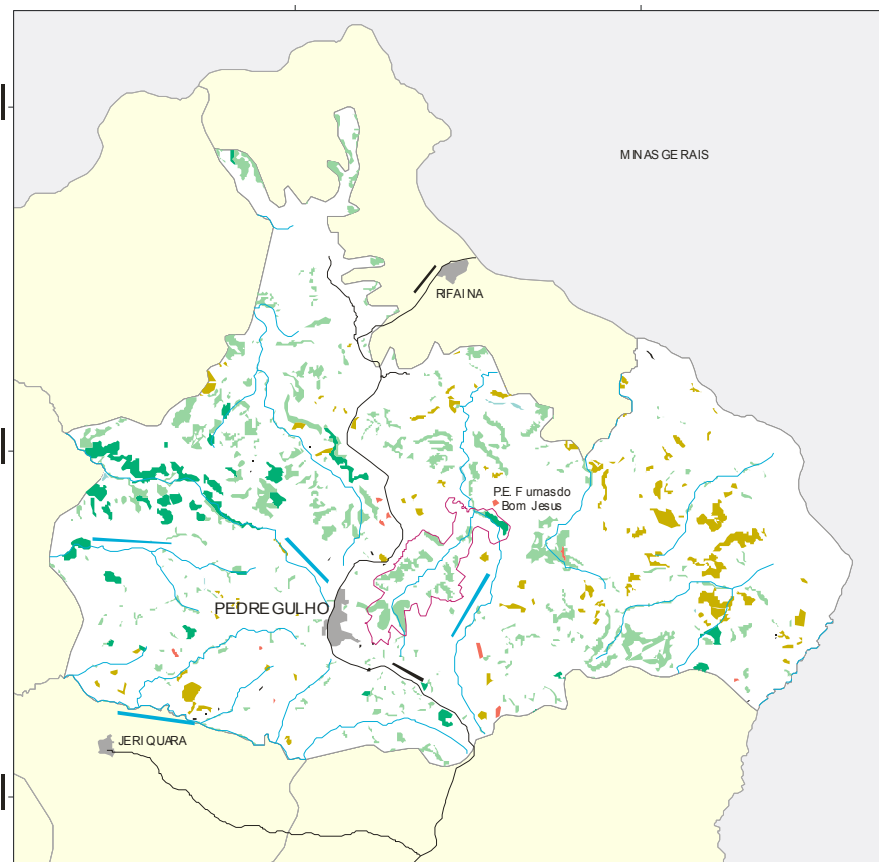 MINAS GERAIS
RIFAINA
P.E. Furnas do
Bom Jesus
PEDREGULHO
JERIQUARA